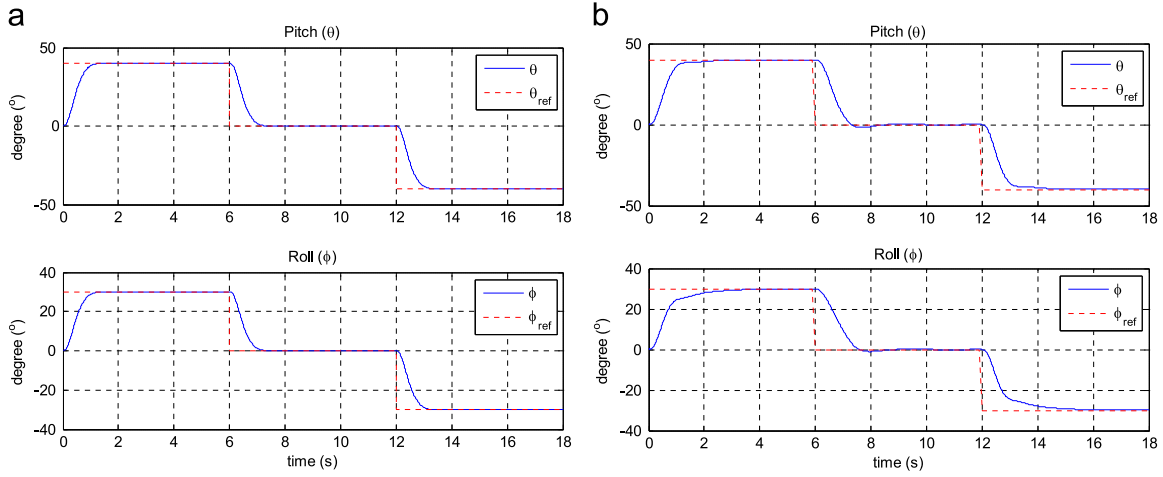 a
Pitch (θ)
50
0
-50
degree (°)
θ
θref
0 2 4 6 8 10 12 14 16 18
Roll (ϕ)
40
20
0
-20
-40
degree (°)
ϕ
ϕref
0 2 4 6 8 10 12 14 16 18
time (s)
b
Pitch (θ)
50
0
-50
degree (°)
θ
θref
0 2 4 6 8 10 12 14 16 18
Roll (ϕ)
40
20
0
-20
-40
degree (°)
ϕ
ϕref
0 2 4 6 8 10 12 14 16 18
time (s)